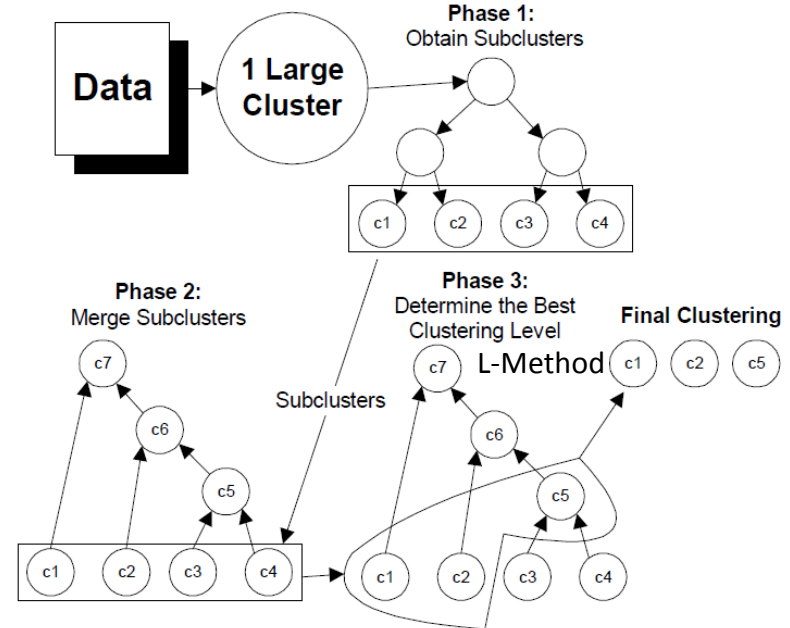 Data
1 Large
Cluster
Phase 1:
Obtain Subclusters
c1 c2 c3 c4
Phase 2:
Merge Subclusters
c7
c6
c5
c1 c2 c3 c4
Subclusters
Phase 3:
Determine the Best
Clustering Level
L-Method
c7
c6
c5
c1 c2 c3 c4
Final Clustering
c1 c2 c5